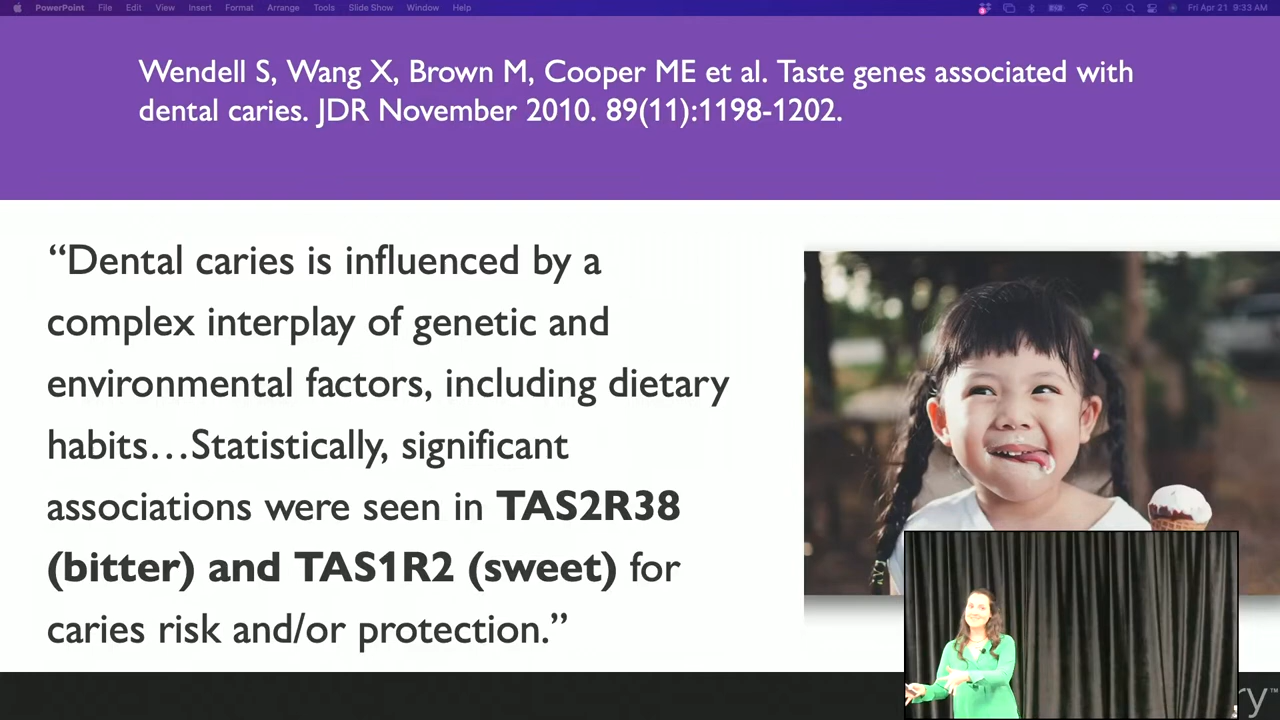 PowerPoint File Edit View Insert Format Arrange Tools Slide Show Window Help Fri Apr 21 9:33 AM
Wendell S, Wang X, Brown M, Cooper ME et al. Taste genes associated with
dental caries. JDR November 2010. 89(11):1198-1202.
“Dental caries is influenced by a
complex interplay of genetic and
environmental factors, including dietary
habits…Statistically, significant
associations were seen in TAS2R38
(bitter) and TAS1R2 (sweet) for
caries risk and/or protection.”